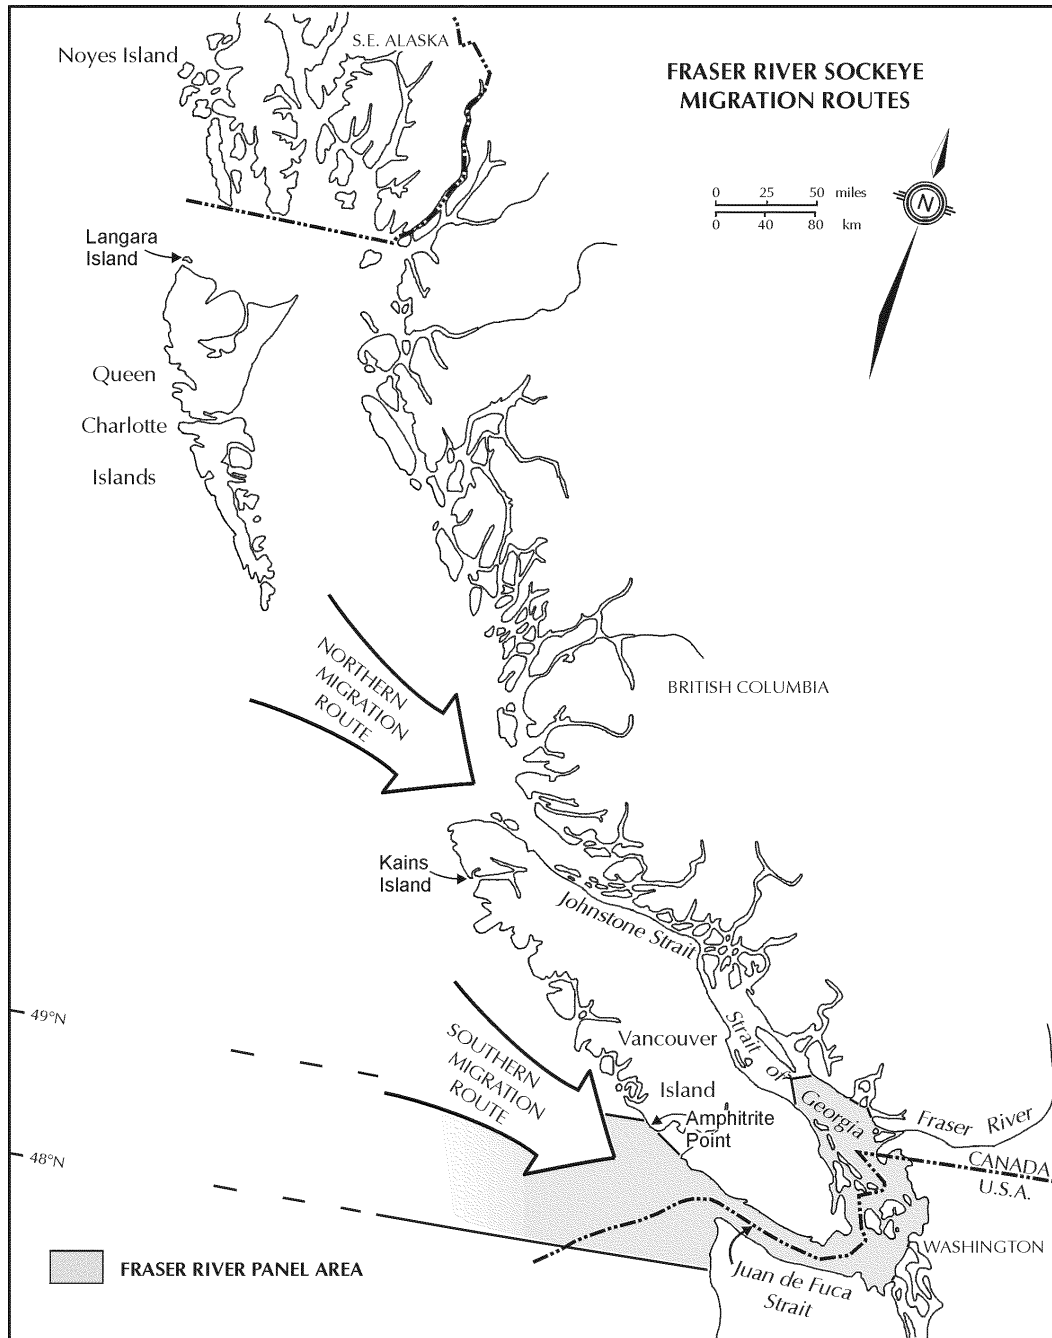 Noyes Island
S.E. ALASKA
FRASER RIVER SOCKEYE
MIGRATION ROUTES
0 25 50 miles
0 40 80 km
N
Langara
Island
Queen
Charlotte
Islands
NORTHERN
MIGRATION
ROUTE
BRITISH COLUMBIA
Kains
Island
Johnstone Strait
49°N
SOUTHERN
MIGRATION
ROUTE
Vancouver
Island
Strait of
Georgia
Amphitrite
Point
Fraser River
CANADA
U.S.A.
48°N
WASHINGTON
Juan de Fuca
Strait
FRASER RIVER PANEL AREA